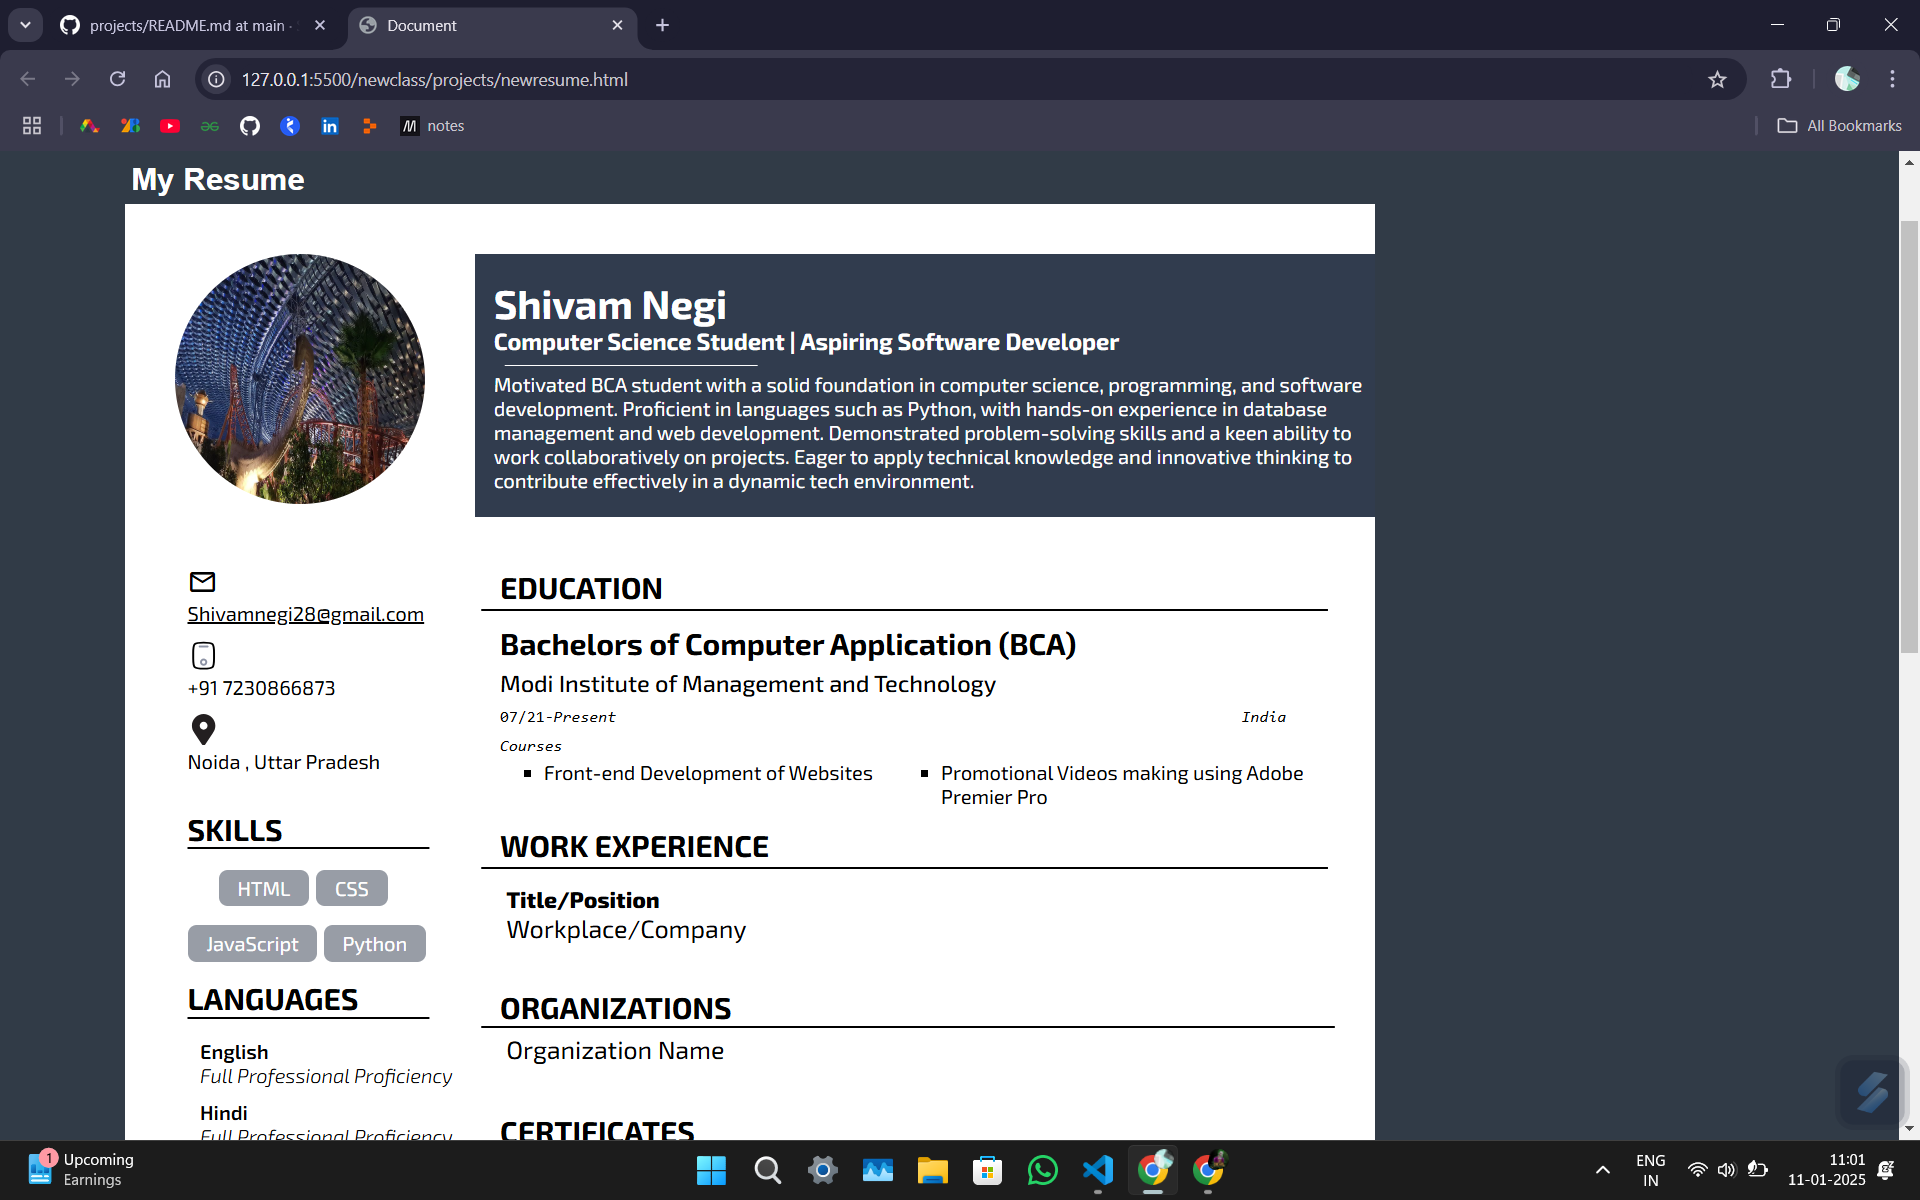 projects/README.md at main ·
Document
127.0.0.1:5500/newclass/projects/newresume.html
notes
All Bookmarks
My Resume
Shivam Negi
Computer Science Student | Aspiring Software Developer
Motivated BCA student with a solid foundation in computer science, programming, and software
development. Proficient in languages such as Python, with hands-on experience in database
management and web development. Demonstrated problem-solving skills and a keen ability to
work collaboratively on projects. Eager to apply technical knowledge and innovative thinking to
contribute effectively in a dynamic tech environment.
Shivamnegi28@gmail.com
+91 7230866873
Noida , Uttar Pradesh
SKILLS
HTML CSS
JavaScript Python
LANGUAGES
English
Full Professional Proficiency
Hindi
Full Professional Proficiency
EDUCATION
Bachelors of Computer Application (BCA)
Modi Institute of Management and Technology
07/21-Present India
Courses
Front-end Development of Websites
Promotional Videos making using Adobe
Premier Pro
WORK EXPERIENCE
Title/Position
Workplace/Company
ORGANIZATIONS
Organization Name
CERTIFICATES
1
Upcoming
Earnings
ENG
IN
11:01
11-01-2025